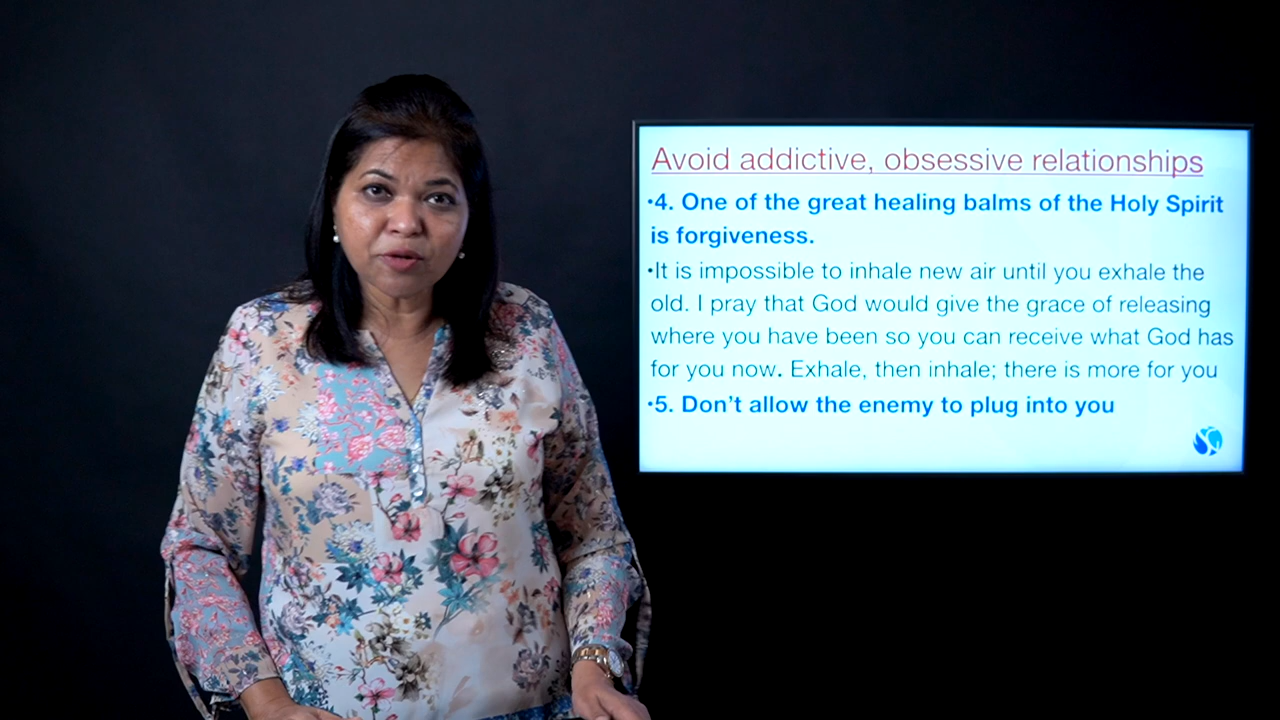 Avoid addictive, obsessive relationships
•4. One of the great healing balms of the Holy Spirit
is forgiveness.
•It is impossible to inhale new air until you exhale the
old. I pray that God would give the grace of releasing
where you have been so you can receive what God has
for you now. Exhale, then inhale; there is more for you
•5. Don’t allow the enemy to plug into you